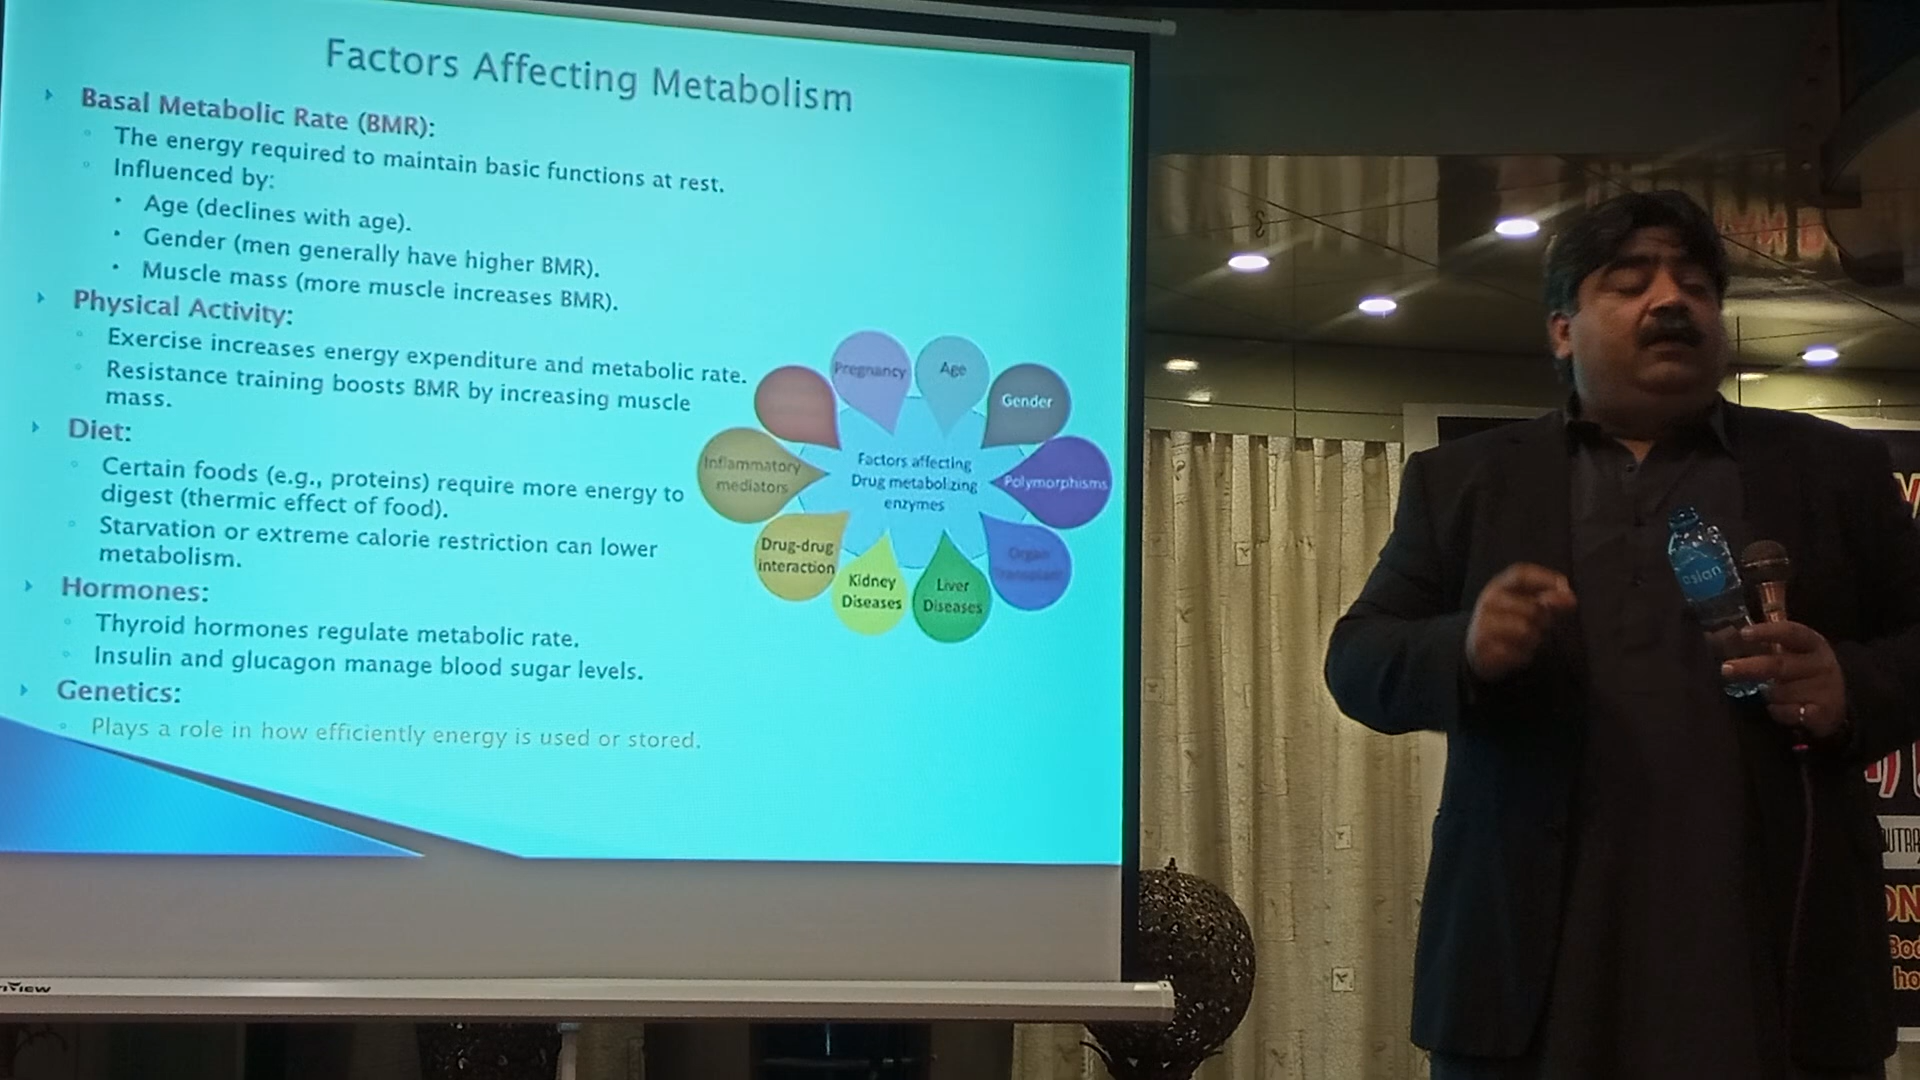 Factors Affecting Metabolism
Basal Metabolic Rate (BMR):
The energy required to maintain basic functions at rest.
Influenced by:
Age (declines with age).
Gender (men generally have higher BMR).
Muscle mass (more muscle increases BMR).
Physical Activity:
Exercise increases energy expenditure and metabolic rate.
Resistance training boosts BMR by increasing muscle
mass.
Diet:
Certain foods (e.g., proteins) require more energy to
digest (thermic effect of food).
Starvation or extreme calorie restriction can lower
metabolism.
Hormones:
Thyroid hormones regulate metabolic rate.
Insulin and glucagon manage blood sugar levels.
Genetics:
Plays a role in how efficiently energy is used or stored.
Factors affecting
Drug metabolizing
enzymes
Pregnancy
Age
Gender
Polymorphisms
Organ
Transplant
Liver
Diseases
Kidney
Diseases
Drug-drug
interaction
Inflammatory
mediators
asian